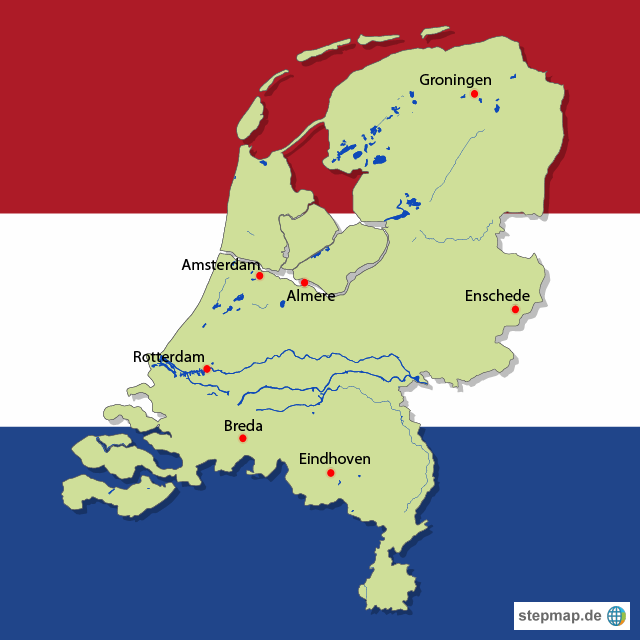 Groningen
Amsterdam
Almere
Enschede
Rotterdam
Breda
Eindhoven
stepmap.de